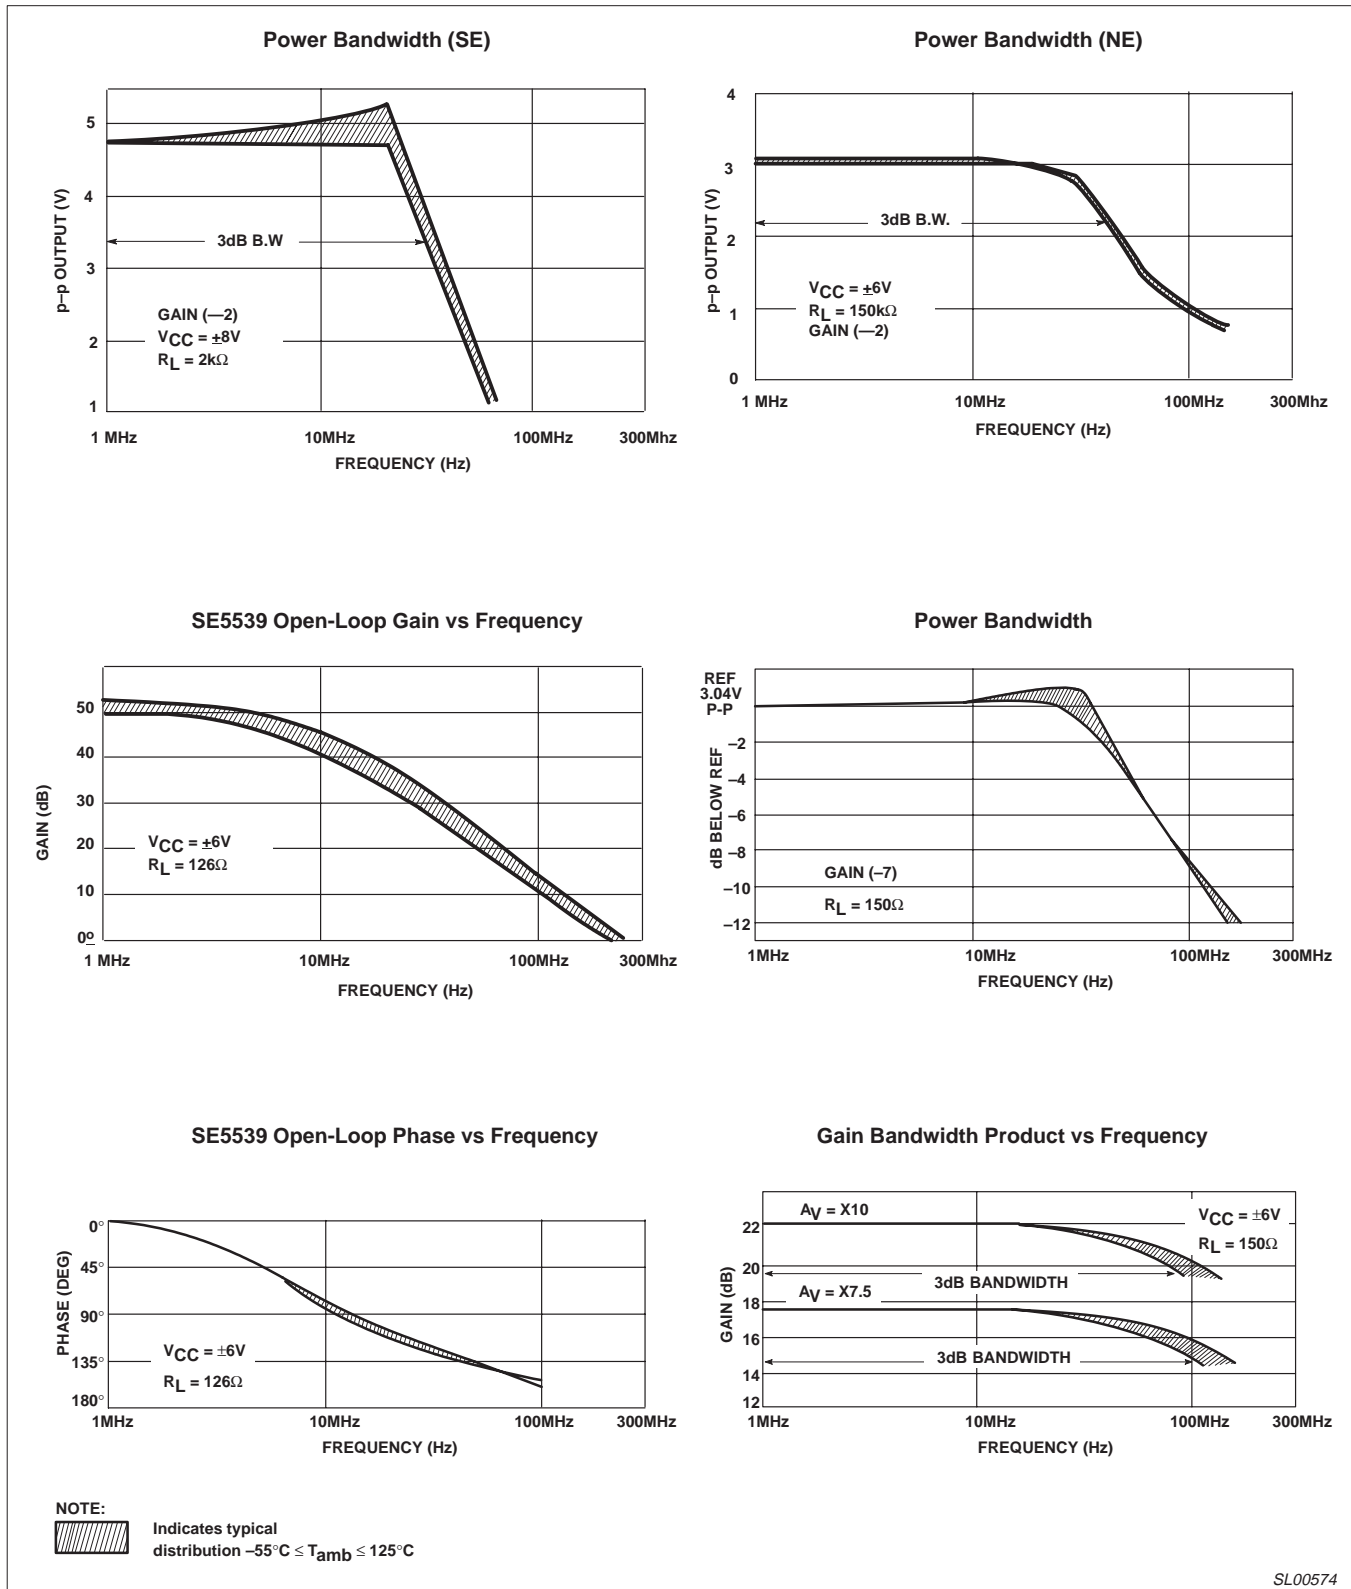 Power Bandwidth (SE)
p–p OUTPUT (V)
5
4
3
2
1
3dB B.W
GAIN (—2)
VCC = ±8V
RL = 2kΩ
1 MHz 10MHz 100MHz 300Mhz
FREQUENCY (Hz)
Power Bandwidth (NE)
p–p OUTPUT (V)
4
3
2
1
0
3dB B.W.
VCC = ±6V
RL = 150kΩ
GAIN (—2)
1 MHz 10MHz 100MHz 300Mhz
FREQUENCY (Hz)
SE5539 Open-Loop Gain vs Frequency
GAIN (dB)
50
40
30
20
10
0º
VCC = ±6V
RL = 126Ω
1 MHz 10MHz 100MHz 300Mhz
FREQUENCY (Hz)
Power Bandwidth
dB BELOW REF
REF
3.04V
P-P
–2
–4
–6
–8
–10
–12
GAIN (–7)
RL = 150Ω
1MHz 10MHz 100MHz 300MHz
FREQUENCY (Hz)
SE5539 Open-Loop Phase vs Frequency
PHASE (DEG)
0°
45°
90°
135°
180°
VCC = ±6V
RL = 126Ω
1MHz 10MHz 100MHz 300MHz
FREQUENCY (Hz)
Gain Bandwidth Product vs Frequency
GAIN (dB)
22
20
18
16
14
12
AV = X10
VCC = ±6V
RL = 150Ω
3dB BANDWIDTH
AV = X7.5
3dB BANDWIDTH
1MHz 10MHz 100MHz 300MHz
FREQUENCY (Hz)
NOTE:
Indicates typical
distribution –55°C ≤ Tamb ≤ 125°C
SL00574